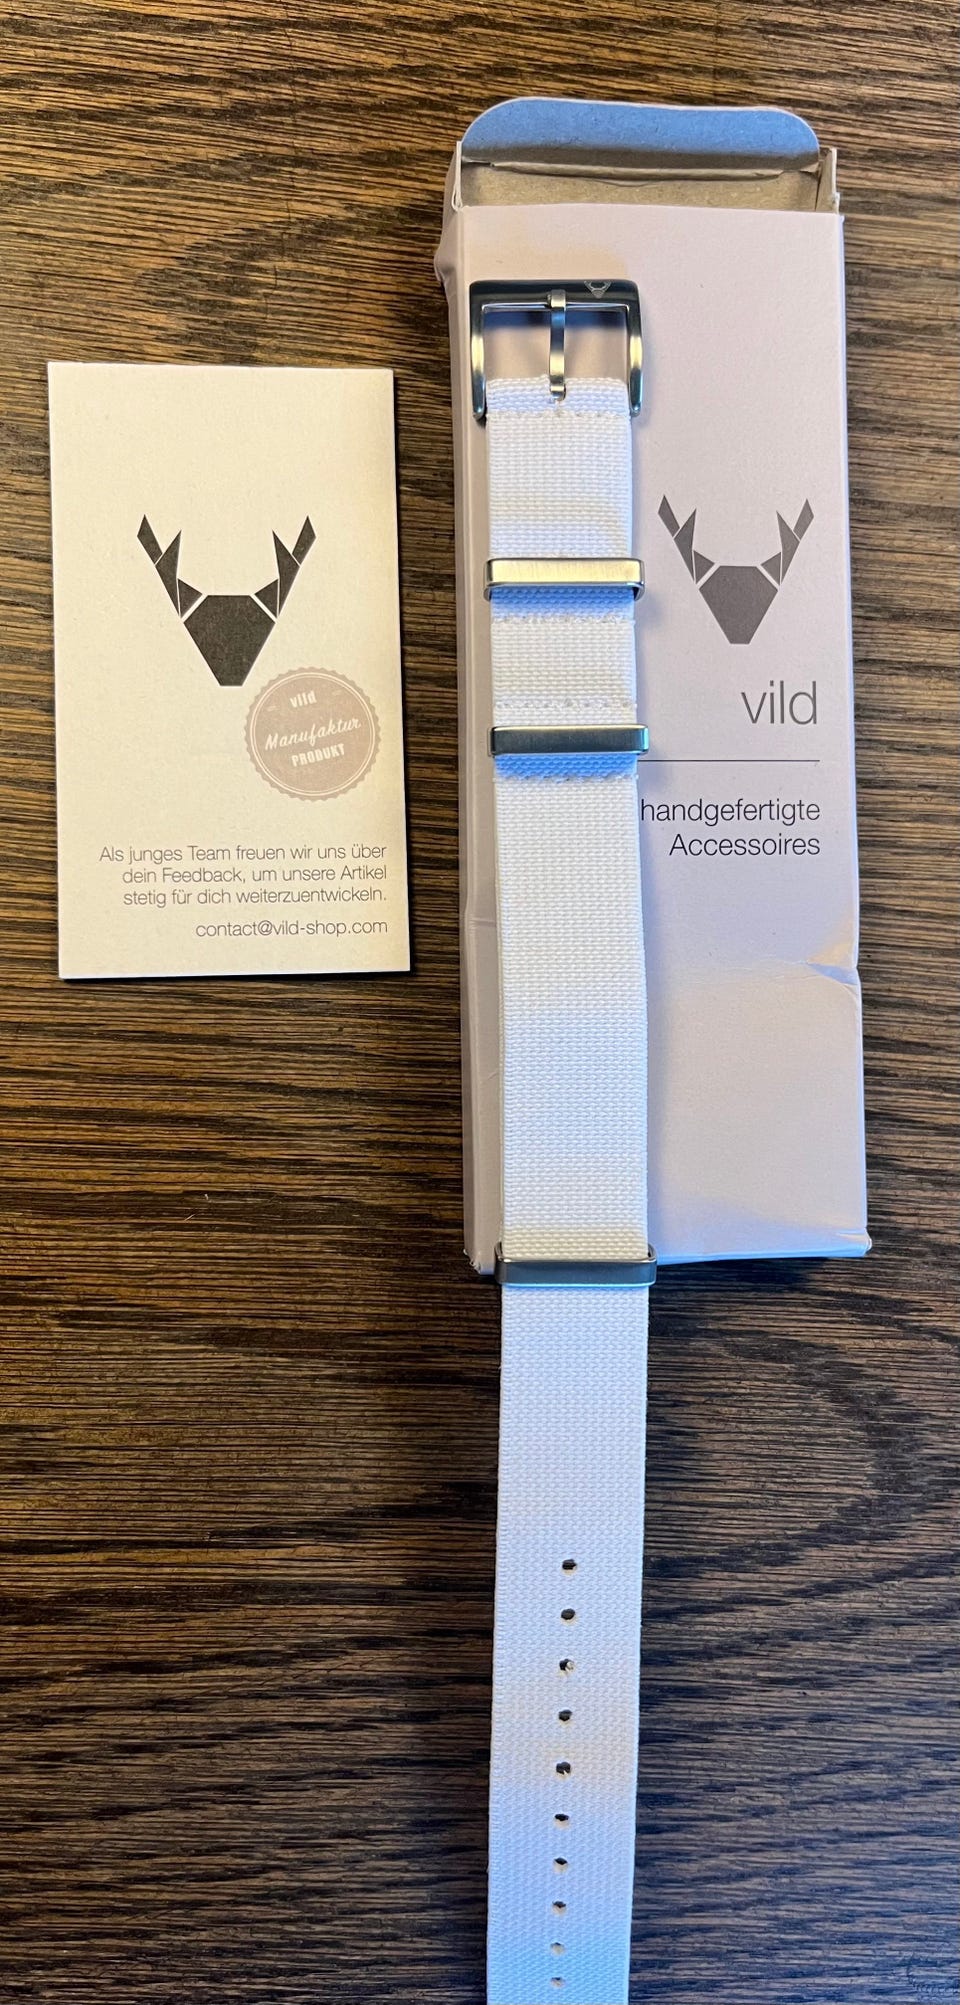 vild
Manufaktur
PRODUKT
Als junges Team freuen wir uns über
dein Feedback, um unsere Artikel
stetig für dich weiterzuentwickeln.
contact@vild-shop.com
vild
handgefertigte
Accessoires